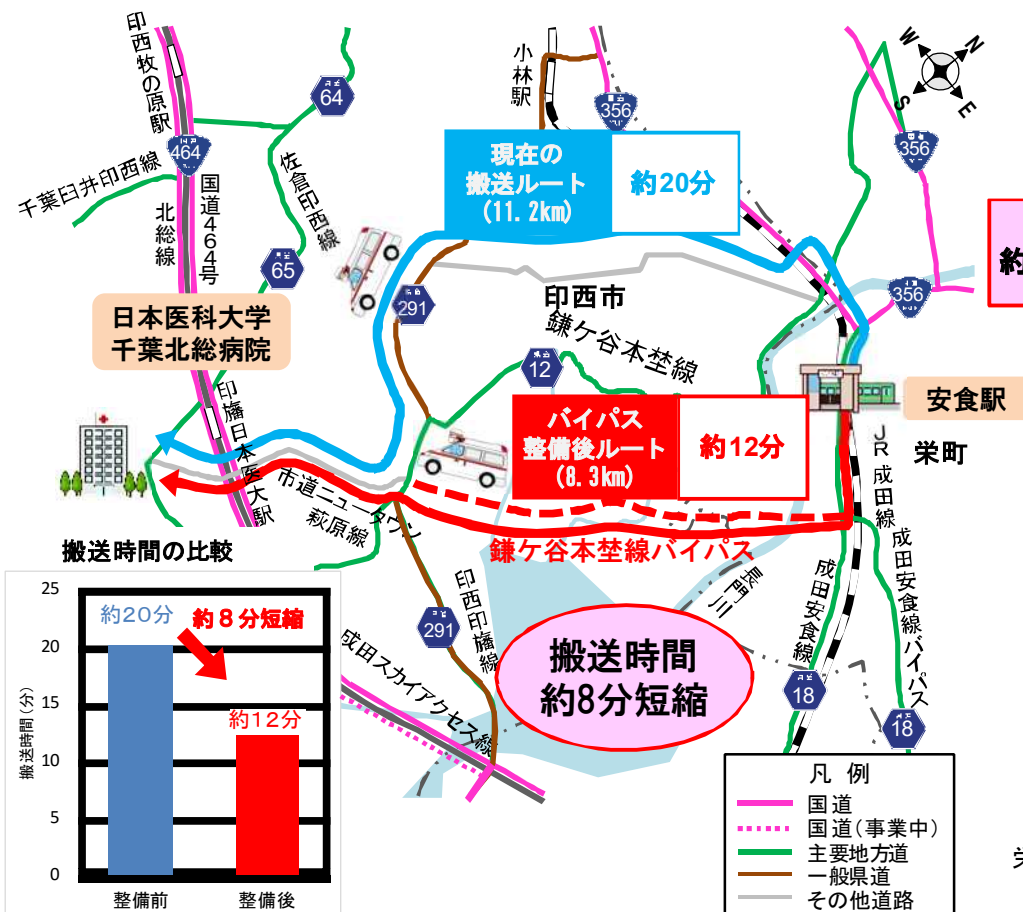 印西牧の原駅
64
464
千葉臼井印西線
北総線
国道464号
佐倉印西線
65
小林駅
356
W
N
S
E
356
現在の
搬送ルート
(11.2km)
約20分
約
291
印西市
鎌ケ谷本埜線
356
日本医科大学
千葉北総病院
12
バイパス
整備後ルート
(8.3km)
約12分
安食駅
栄町
JR成田線
印旛日本医大駅
市道ニュータウン
萩原線
鎌ケ谷本埜線バイパス
長門川
成田安食線
成田安食線バイパス
291
印西印旛線
成田スカイアクセス線
搬送時間
約8分短縮
18
18
搬送時間の比較
搬送時間(分)
25
20
15
10
5
0
約20分
約8分短縮
約12分
整備前
整備後
凡例
国道
国道(事業中)
主要地方道
一般県道
その他道路